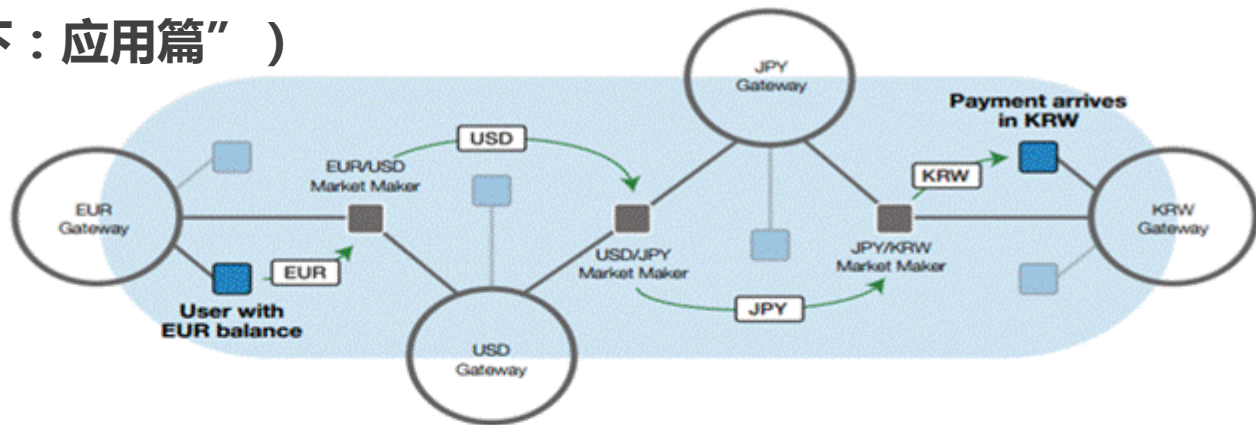 下：应用篇”）
JPY
Gateway
Payment arrives
in KRW
USD
EUR/USD
Market Maker
KRW
EUR
Gateway
KRW
Gateway
USD/JPY
Market Maker
JPY/KRW
Market Maker
EUR
User with
EUR balance
JPY
USD
Gateway